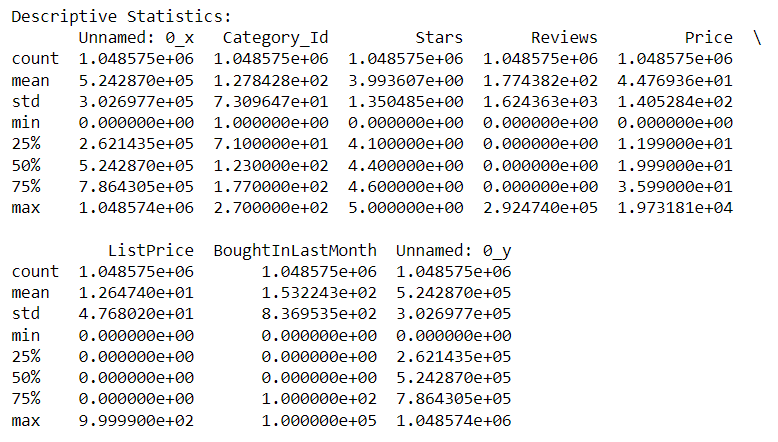 Descriptive Statistics:
       Unnamed: 0_x   Category_Id         Stars       Reviews         Price  \
count  1.048575e+06  1.048575e+06  1.048575e+06  1.048575e+06  1.048575e+06
mean   5.242870e+05  1.278428e+02  3.993607e+00  1.774382e+02  4.476936e+01
std    3.026977e+05  7.309647e+01  1.350485e+00  1.624363e+03  1.405284e+02
min    0.000000e+00  1.000000e+00  0.000000e+00  0.000000e+00  0.000000e+00
25%    2.621435e+05  7.100000e+01  4.100000e+00  0.000000e+00  1.199000e+01
50%    5.242870e+05  1.230000e+02  4.400000e+00  0.000000e+00  1.999000e+01
75%    7.864305e+05  1.770000e+02  4.600000e+00  0.000000e+00  3.599000e+01
max    1.048574e+06  2.700000e+02  5.000000e+00  2.924740e+05  1.973181e+04
          ListPrice  BoughtInLastMonth  Unnamed: 0_y
count  1.048575e+06       1.048575e+06  1.048575e+06
mean   1.264740e+01       1.532243e+02  5.242870e+05
std    4.768020e+01       8.369535e+02  3.026977e+05
min    0.000000e+00       0.000000e+00  0.000000e+00
25%    0.000000e+00       0.000000e+00  2.621435e+05
50%    0.000000e+00       0.000000e+00  5.242870e+05
75%    0.000000e+00       1.000000e+02  7.864305e+05
max    9.999900e+02       1.000000e+05  1.048574e+06